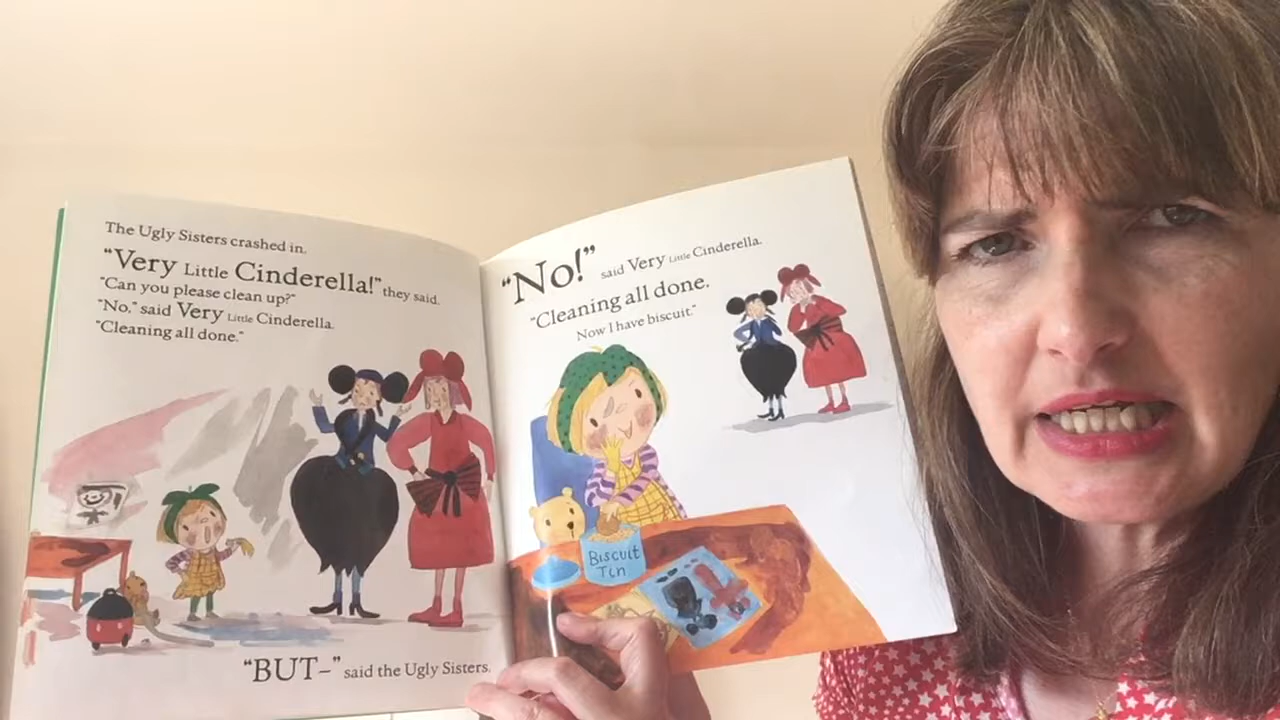 The Ugly Sisters crashed in.
“Very Little Cinderella!” they said.
“Can you please clean up?”
“No,” said Very Little Cinderella.
“Cleaning all done.”
“BUT–” said the Ugly Sisters.
“No!” said Very Little Cinderella.
“Cleaning all done.
Now I have biscuit.”
Biscuit
Tin